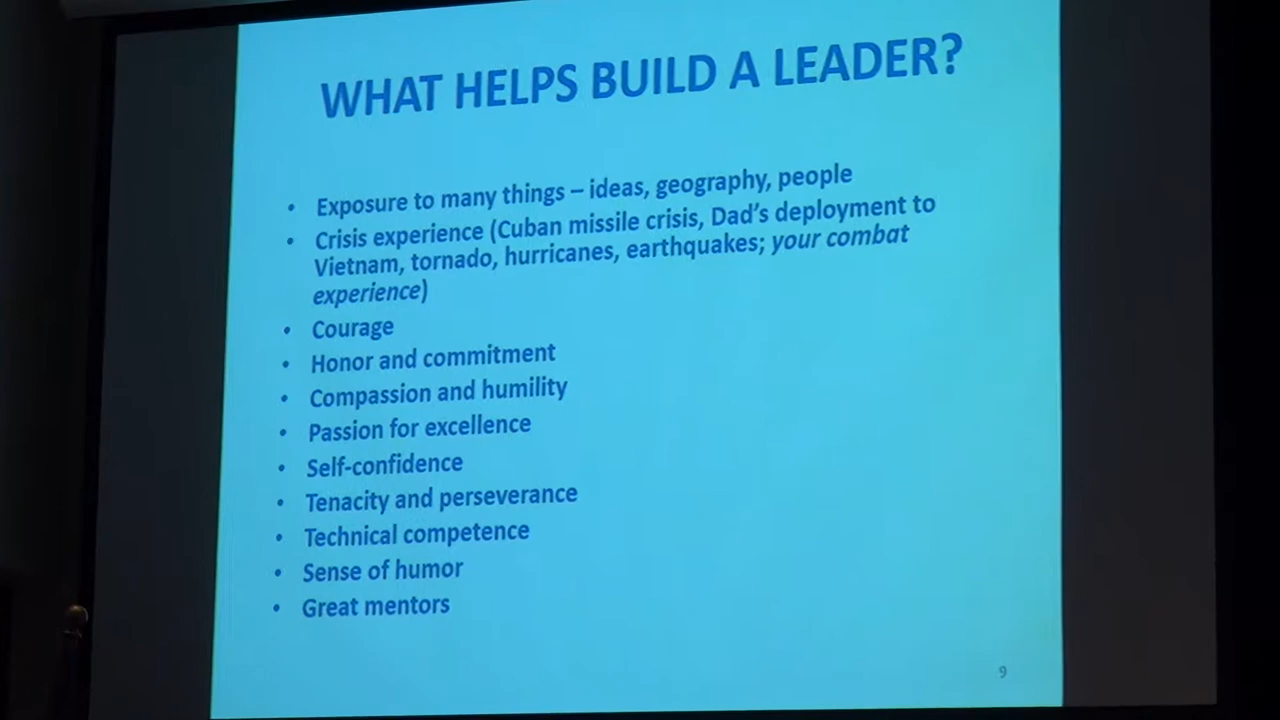 WHAT HELPS BUILD A LEADER?
• Exposure to many things – ideas, geography, people
• Crisis experience (Cuban missile crisis, Dad’s deployment to
Vietnam, tornado, hurricanes, earthquakes; your combat
experience)
• Courage
• Honor and commitment
• Compassion and humility
• Passion for excellence
• Self-confidence
• Tenacity and perseverance
• Technical competence
• Sense of humor
• Great mentors
9